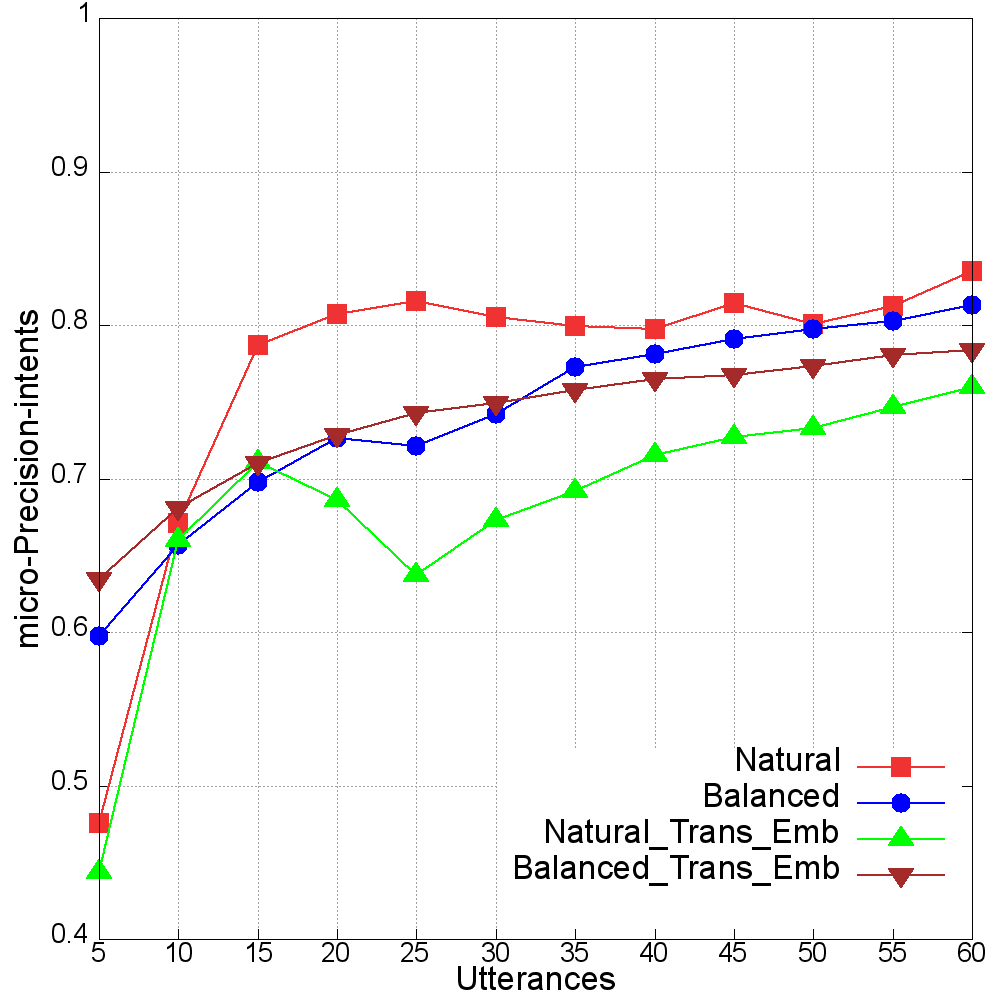 micro-Precision-intents
1
0.9
0.8
0.7
0.6
0.5
0.4
5 10 15 20 25 30 35 40 45 50 55 60
Utterances
Natural
Balanced
Natural_Trans_Emb
Balanced_Trans_Emb